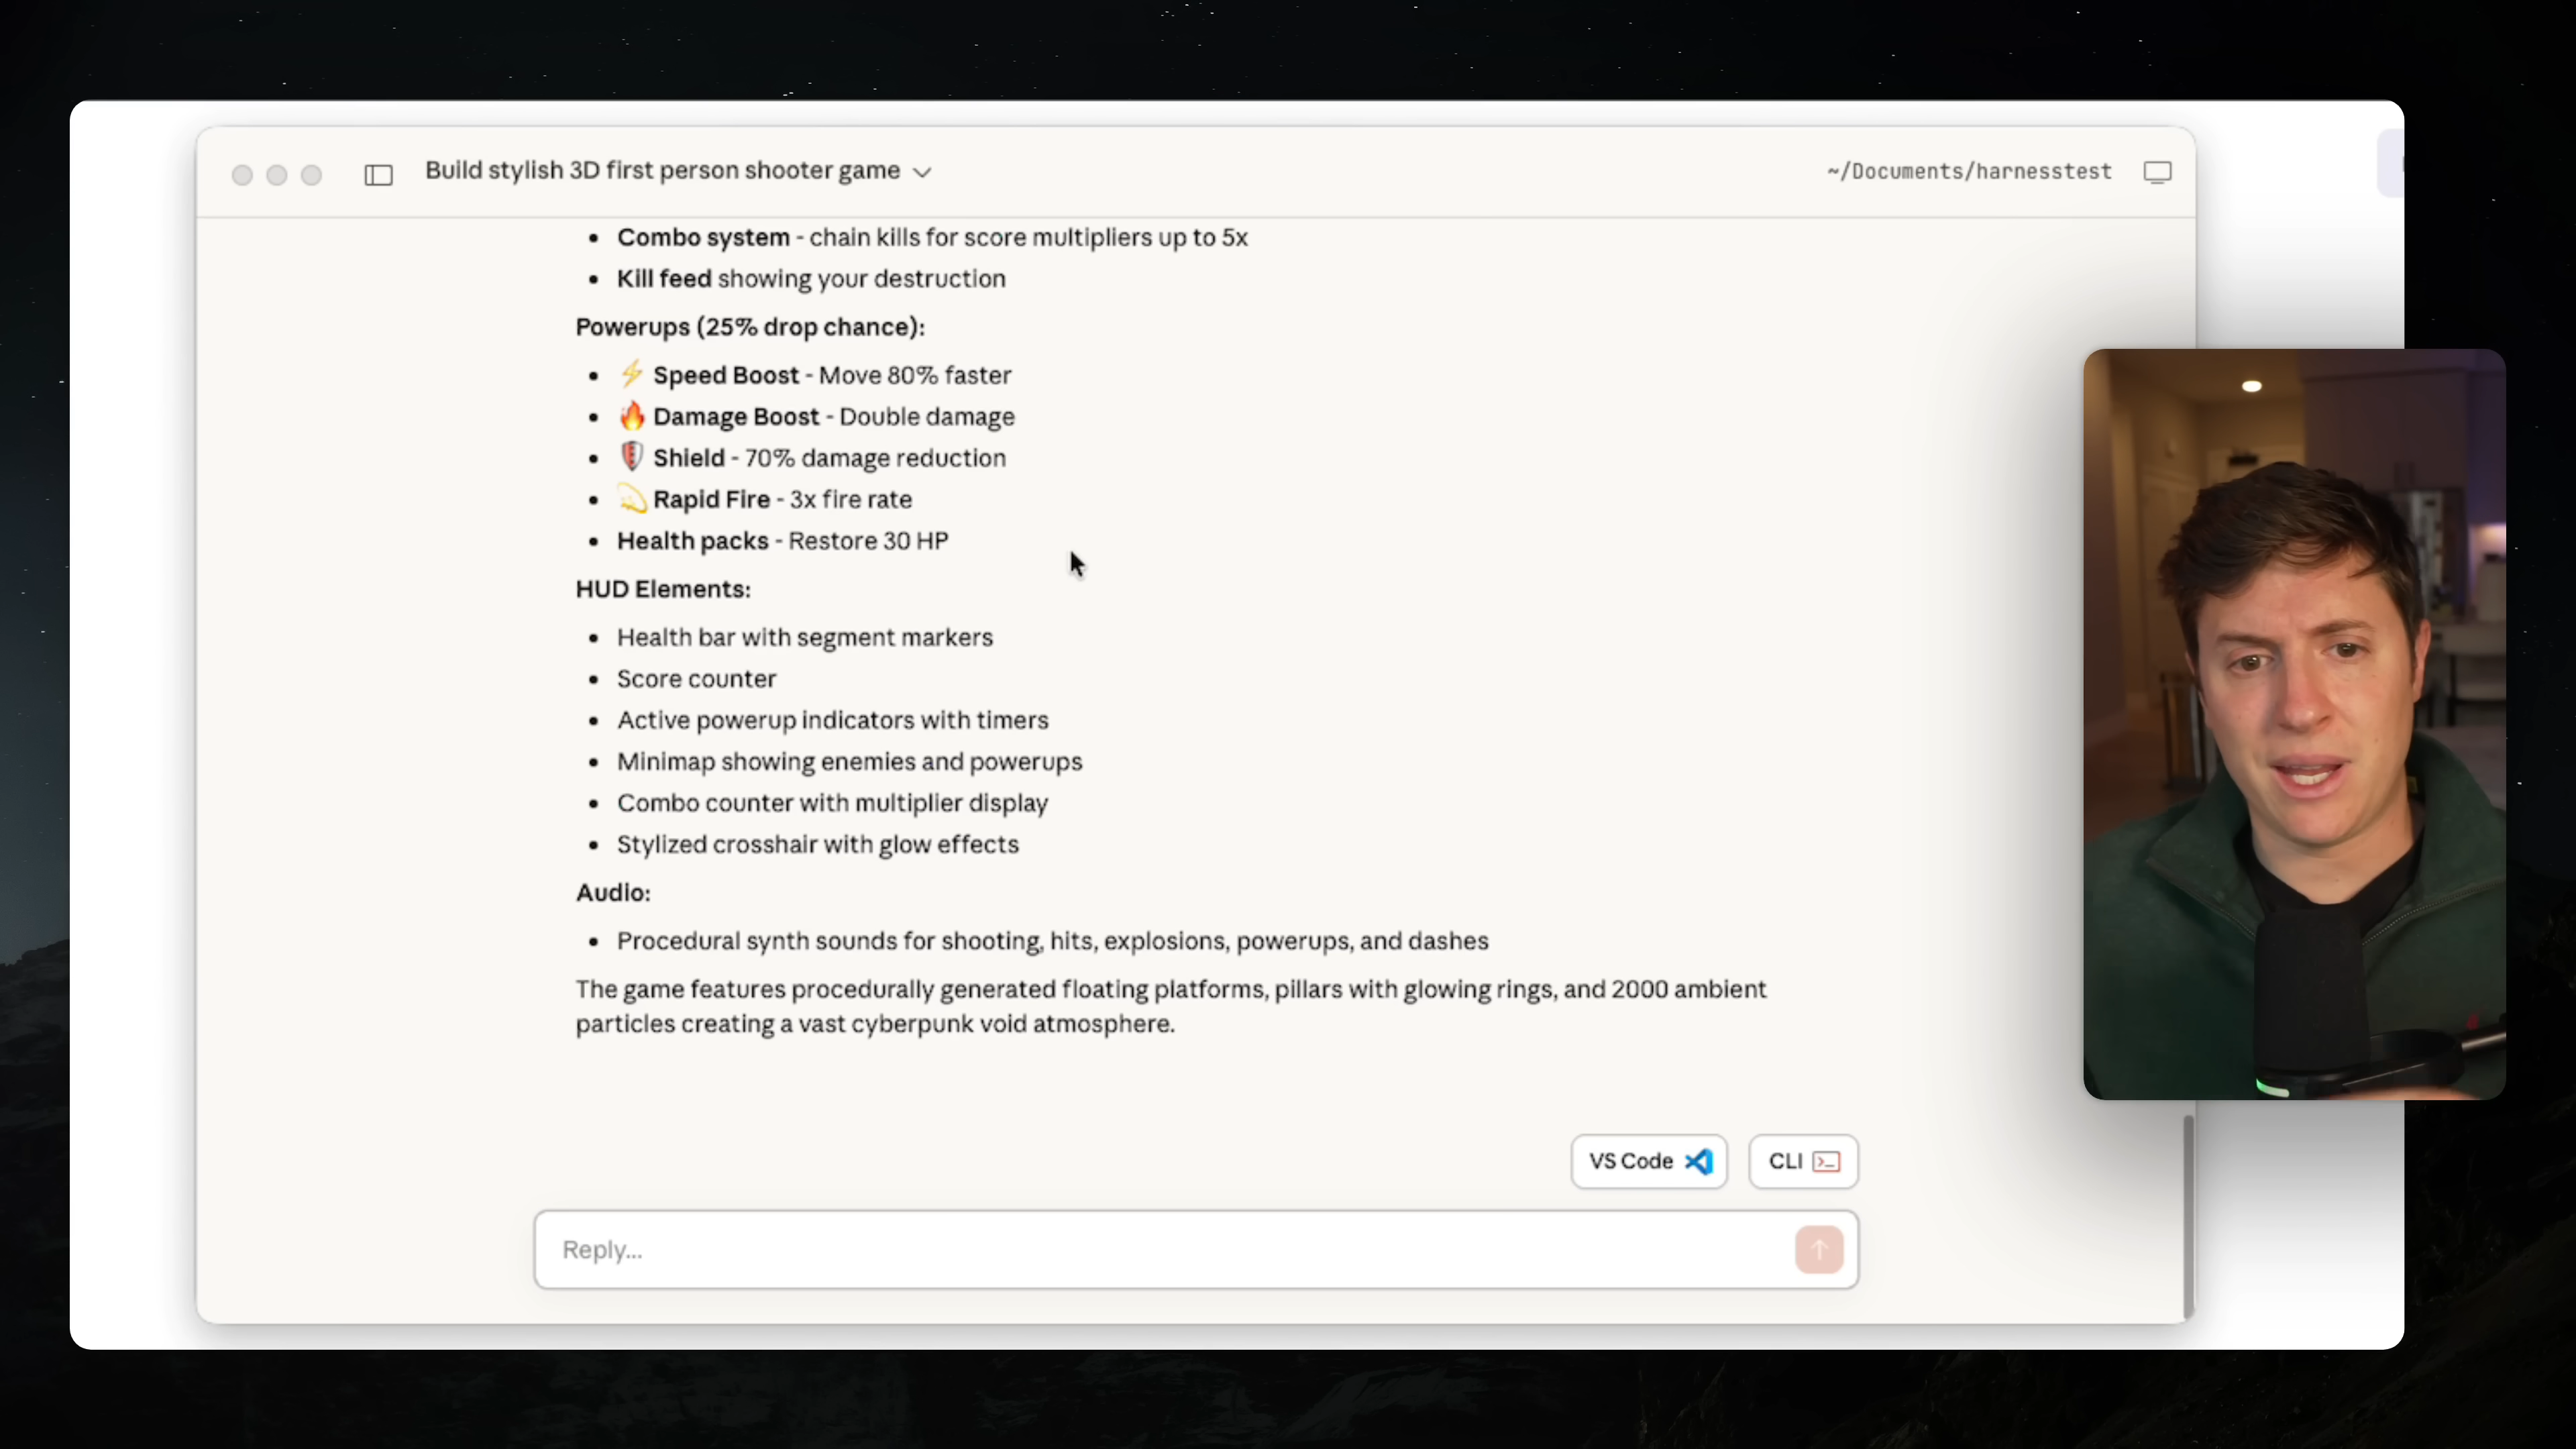 Build stylish 3D first person shooter game
~/Documents/harnesstest
• Combo system - chain kills for score multipliers up to 5x
• Kill feed showing your destruction
Powerups (25% drop chance):
• ⚡ Speed Boost - Move 80% faster
• 🔥 Damage Boost - Double damage
• 🛡️ Shield - 70% damage reduction
• 💫 Rapid Fire - 3x fire rate
• Health packs - Restore 30 HP
HUD Elements:
• Health bar with segment markers
• Score counter
• Active powerup indicators with timers
• Minimap showing enemies and powerups
• Combo counter with multiplier display
• Stylized crosshair with glow effects
Audio:
• Procedural synth sounds for shooting, hits, explosions, powerups, and dashes
The game features procedurally generated floating platforms, pillars with glowing rings, and 2000 ambient
particles creating a vast cyberpunk void atmosphere.
VS Code
CLI
Reply...